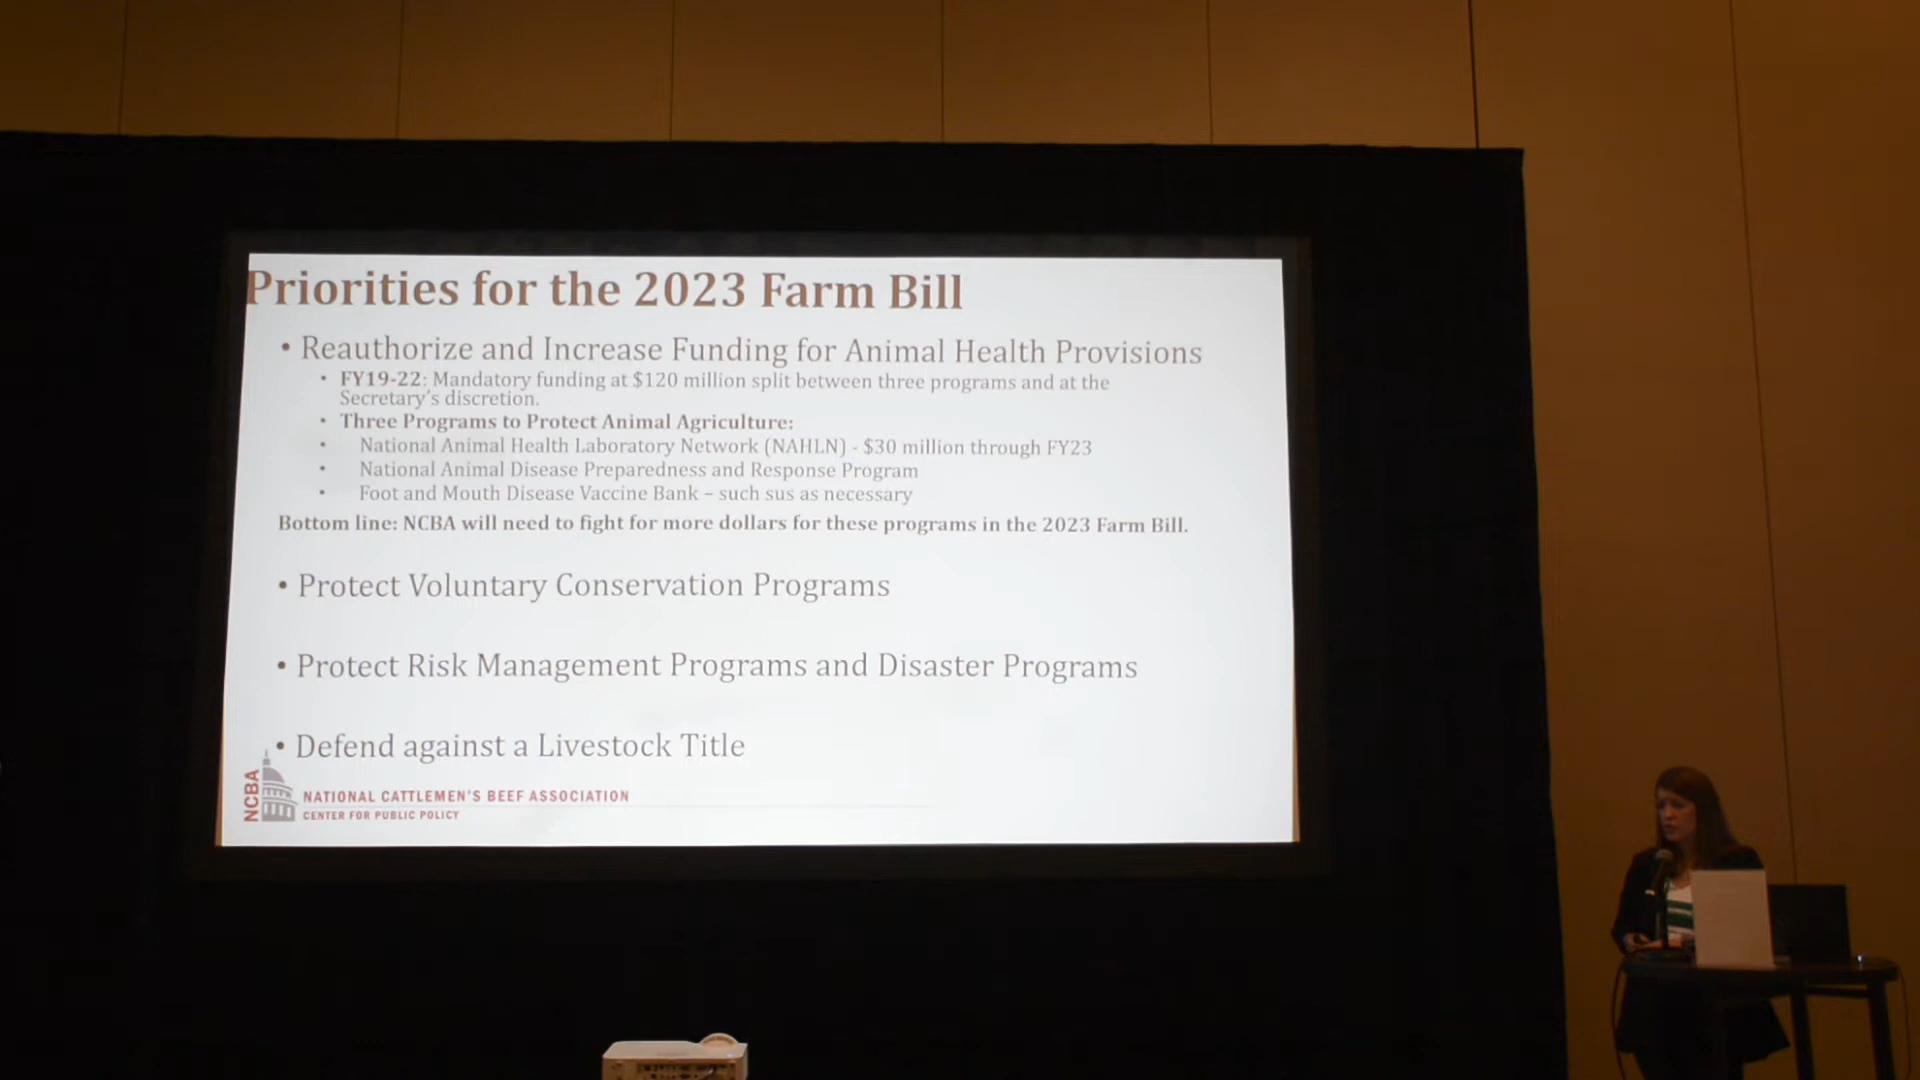 Priorities for the 2023 Farm Bill
• Reauthorize and Increase Funding for Animal Health Provisions
• FY19-22: Mandatory funding at $120 million split between three programs and at the
Secretary's discretion.
• Three Programs to Protect Animal Agriculture:
• National Animal Health Laboratory Network (NAHLN) - $30 million through FY23
• National Animal Disease Preparedness and Response Program
• Foot and Mouth Disease Vaccine Bank – such sus as necessary
Bottom line: NCBA will need to fight for more dollars for these programs in the 2023 Farm Bill.
• Protect Voluntary Conservation Programs
• Protect Risk Management Programs and Disaster Programs
• Defend against a Livestock Title
NCBA
NATIONAL CATTLEMEN'S BEEF ASSOCIATION
CENTER FOR PUBLIC POLICY